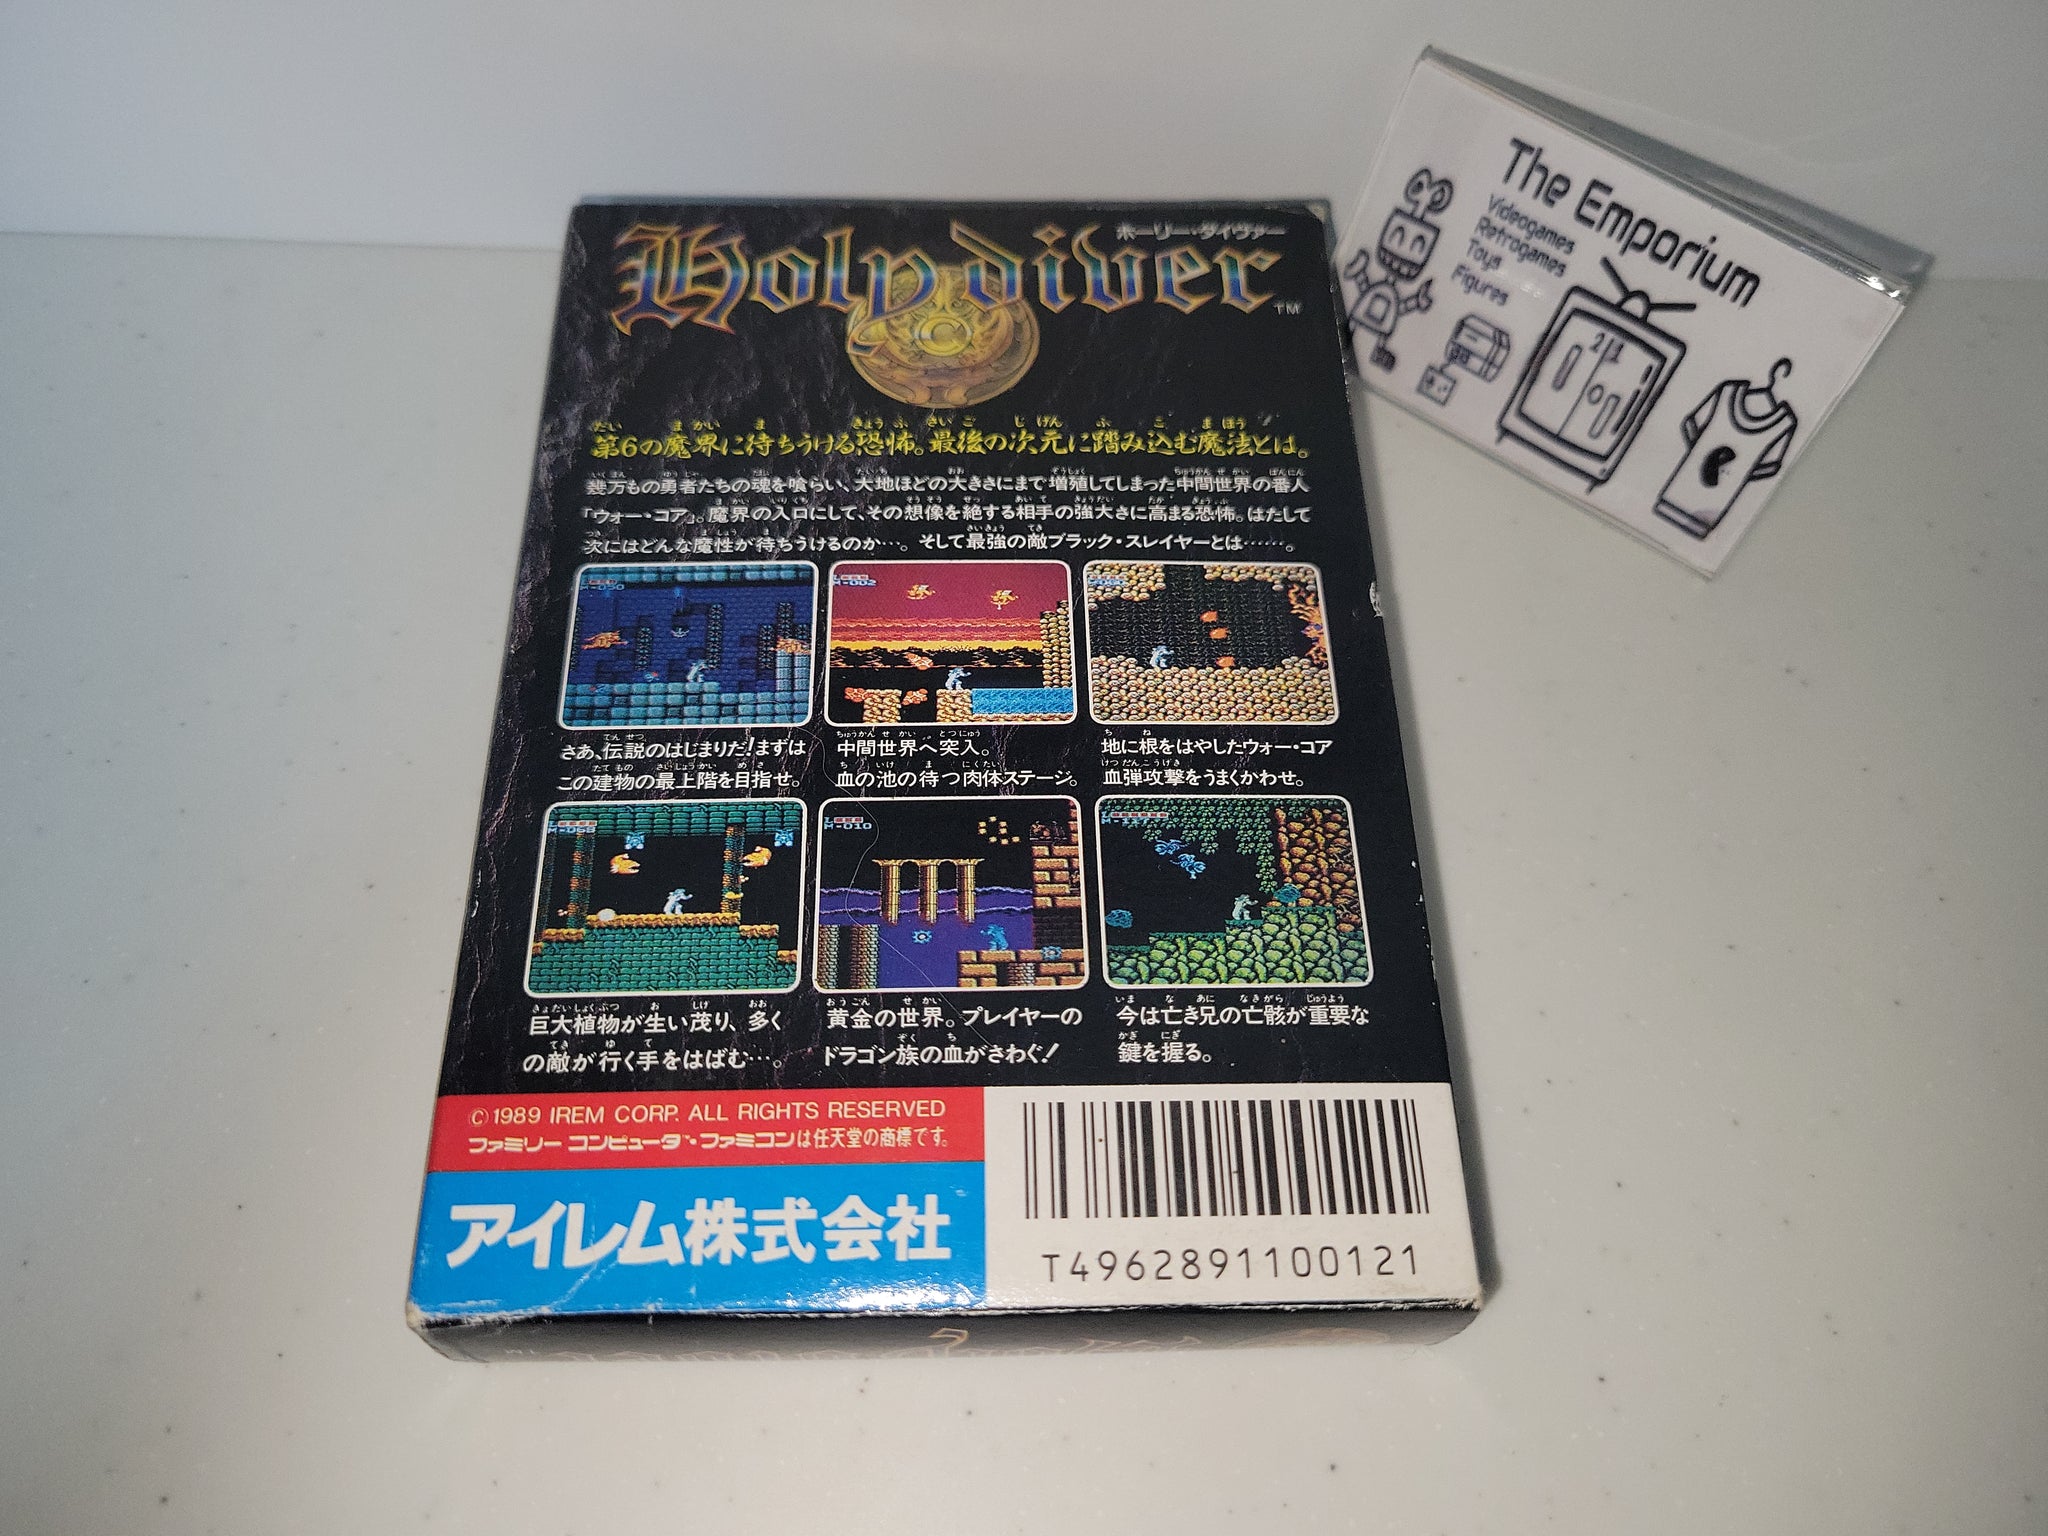 Holy diver
ホーリー・ダイヴァー
TM
第6の魔界に待ちうける恐怖。最後の次元に踏み込む魔法とは。
幾万もの勇者たちの魂を喰らい、大地ほどの大きさにまで増殖してしまった中間世界の番人
「ウォー・コア」。魔界の入口にして、その想像を絶する相手の強大さに高まる恐怖。はたして
次にはどんな魔性が待ちうけるのか…。そして最強の敵ブラック・スレイヤーとは……。
さあ、伝説のはじまりだ!まずは
この建物の最上階を目指せ。
M-002
中間世界へ突入。
血の池の待つ肉体ステージ。
地に根をはやしたウォー・コア
血弾攻撃をうまくかわせ。
巨大植物が生い茂り、多く
の敵が行く手をはばむ…。
M-010
黄金の世界。プレイヤーの
ドラゴン族の血がさわぐ!
今は亡き兄の亡骸が重要な
鍵を握る。
©1989 IREM CORP. ALL RIGHTS RESERVED
ファミリーコンピュータ™・ファミコンは任天堂の商標です。
アイレム株式会社
T4962891100121
The Emporium
Videogames
Retrogames
Toys
Figures